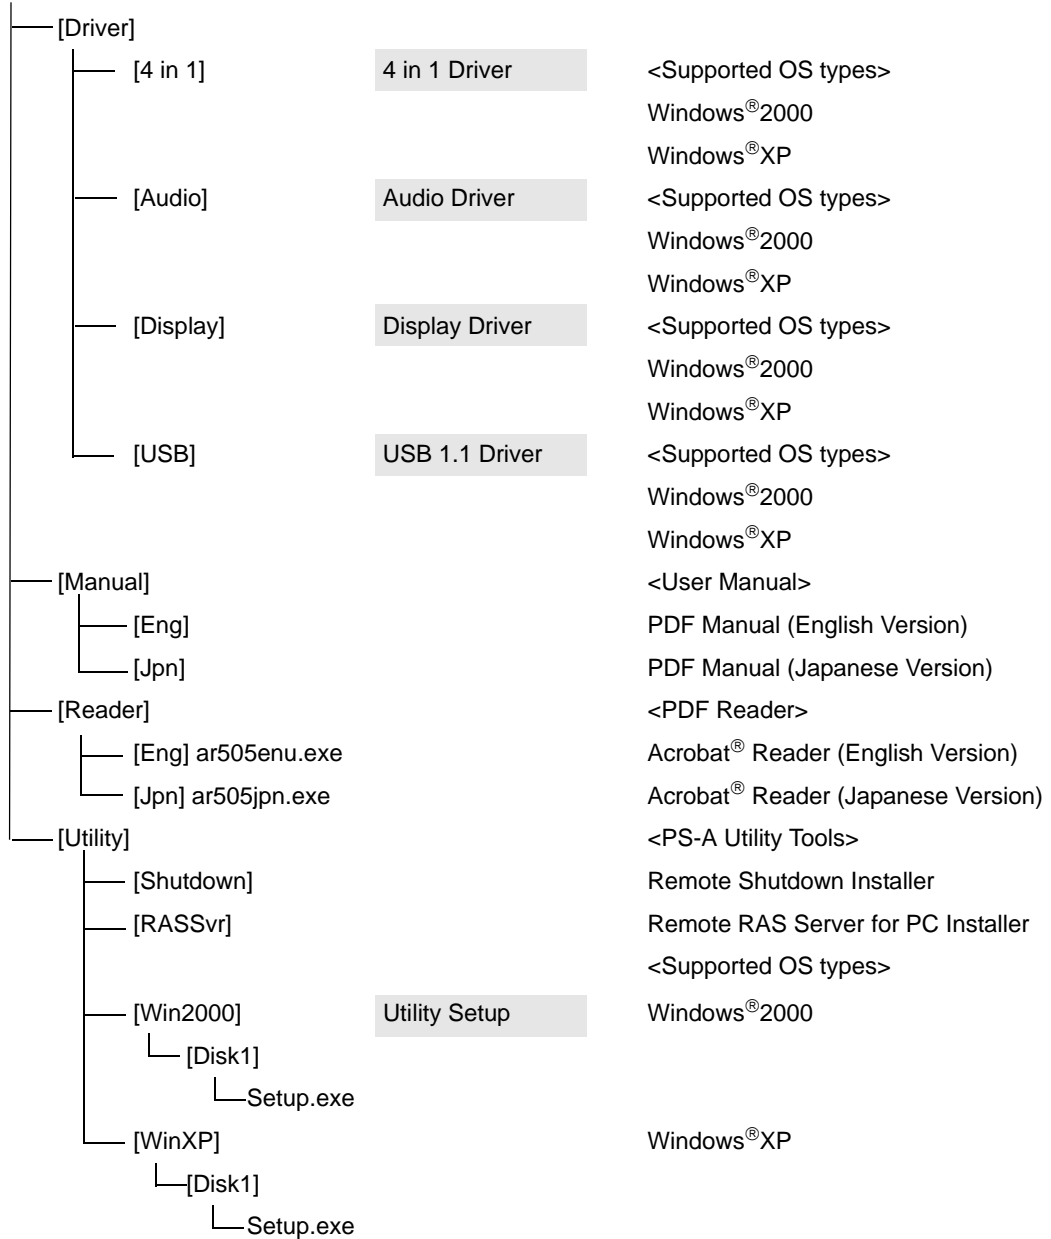 [Driver]
[4 in 1] 4 in 1 Driver <Supported OS types>
Windows®2000
Windows®XP
[Audio] Audio Driver <Supported OS types>
Windows®2000
Windows®XP
[Display] Display Driver <Supported OS types>
Windows®2000
Windows®XP
[USB] USB 1.1 Driver <Supported OS types>
Windows®2000
Windows®XP
[Manual] <User Manual>
[Eng] PDF Manual (English Version)
[Jpn] PDF Manual (Japanese Version)
[Reader] <PDF Reader>
[Eng] ar505enu.exe Acrobat® Reader (English Version)
[Jpn] ar505jpn.exe Acrobat® Reader (Japanese Version)
[Utility] <PS-A Utility Tools>
[Shutdown] Remote Shutdown Installer
[RASSvr] Remote RAS Server for PC Installer
<Supported OS types>
[Win2000] Utility Setup Windows®2000
[Disk1]
Setup.exe
[WinXP] Windows®XP
[Disk1]
Setup.exe